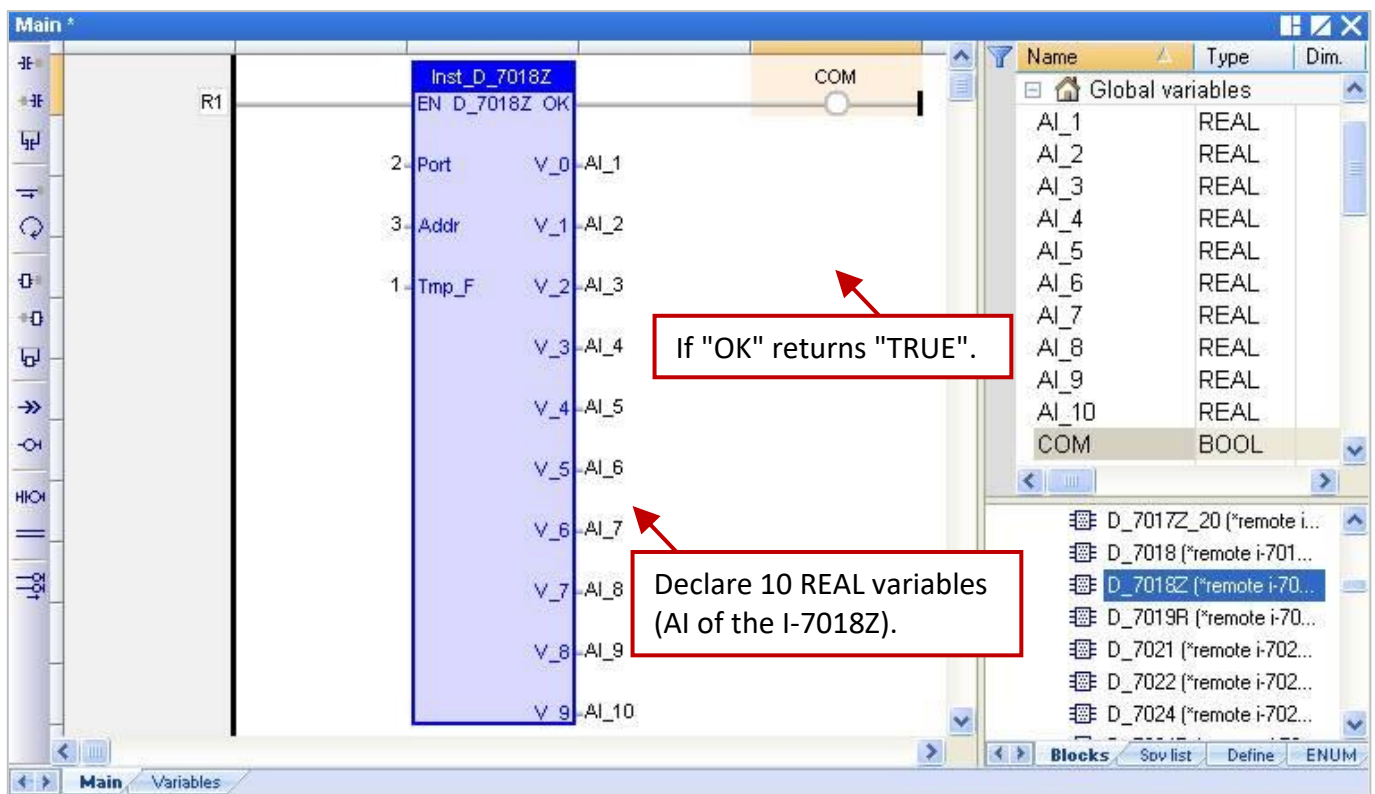 Main *
Inst_D_7018Z
EN D_7018Z OK
COM
R1
2 Port V_0 AI_1
3 Addr V_1 AI_2
1 Tmp_F V_2 AI_3
V_3 AI_4
V_4 AI_5
V_5 AI_6
V_6 AI_7
V_7 AI_8
V_8 AI_9
V_9 AI_10
If "OK" returns "TRUE".
Declare 10 REAL variables
(AI of the I-7018Z).
Main Variables
Name Type Dim.
Global variables
AI_1 REAL
AI_2 REAL
AI_3 REAL
AI_4 REAL
AI_5 REAL
AI_6 REAL
AI_7 REAL
AI_8 REAL
AI_9 REAL
AI_10 REAL
COM BOOL
D_7017Z_20 (*remote i...
D_7018 (*remote i-701...
D_7018Z (*remote i-70...
D_7019R (*remote i-70...
D_7021 (*remote i-702...
D_7022 (*remote i-702...
D_7024 (*remote i-702...
Blocks Spy list Define ENUM